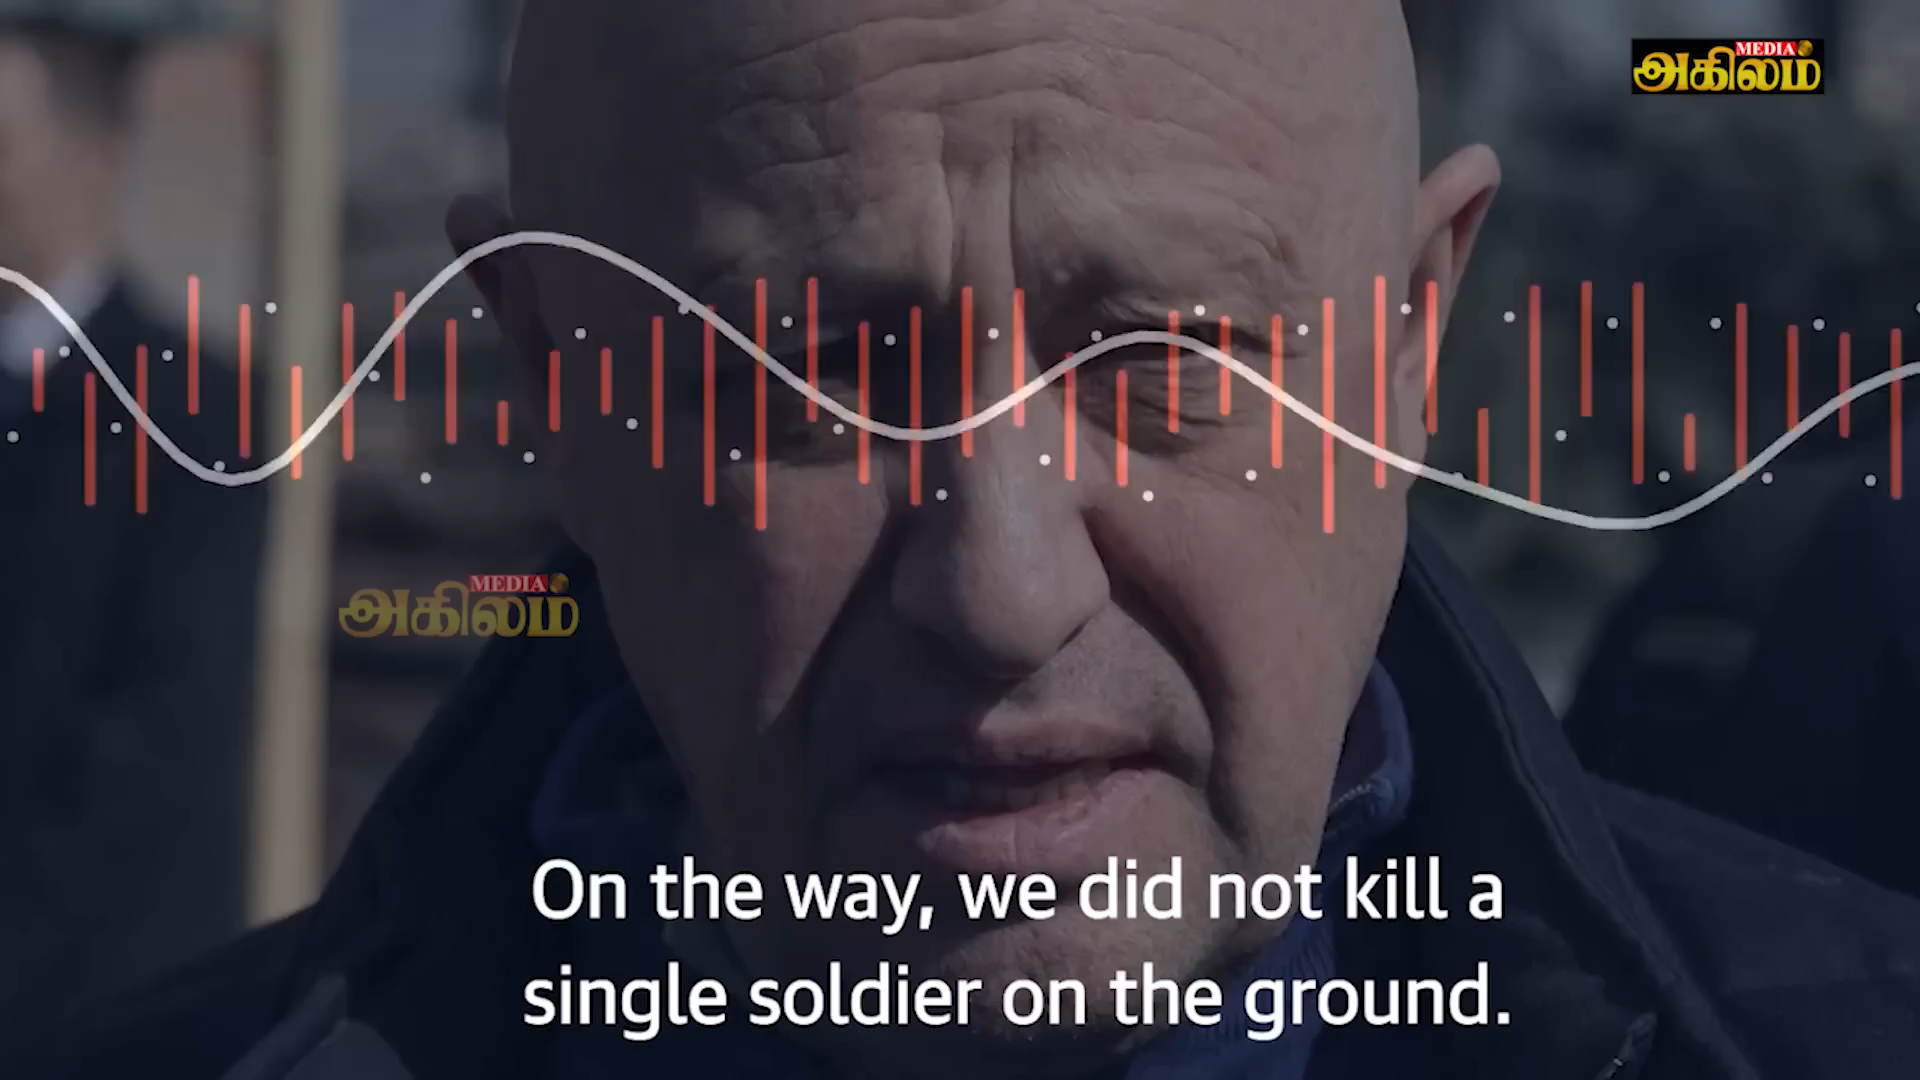 MEDIA
அகிலம்
MEDIA
அகிலம்
On the way, we did not kill a
single soldier on the ground.